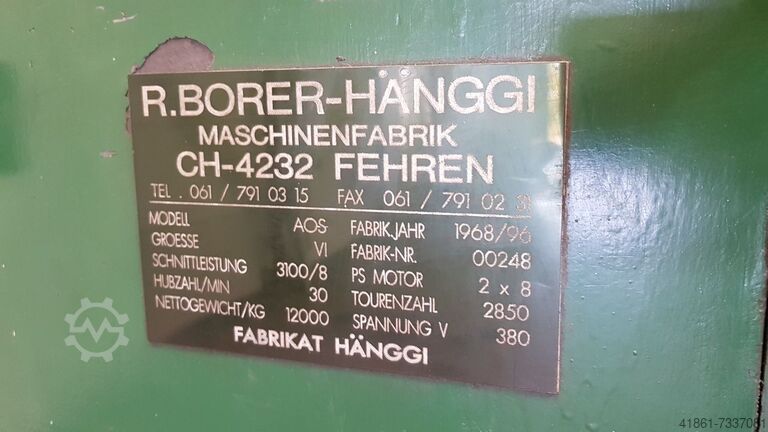 R.BORER-HÄNGGI
MASCHINENFABRIK
CH-4232 FEHREN
TEL . 061 / 791 03 15 FAX 061 / 791 02 31
MODELL AOS FABRIK.JAHR 1968/96
GROESSE VI FABRIK-NR. 00248
SCHNITTLEISTUNG 3100/8 PS MOTOR 2 x 8
HUBZAHL/MIN 30 TOURENZAHL 2850
NETTOGEWICHT/KG 12000 SPANNUNG V 380
FABRIKAT HÄNGGI
41861-7337081